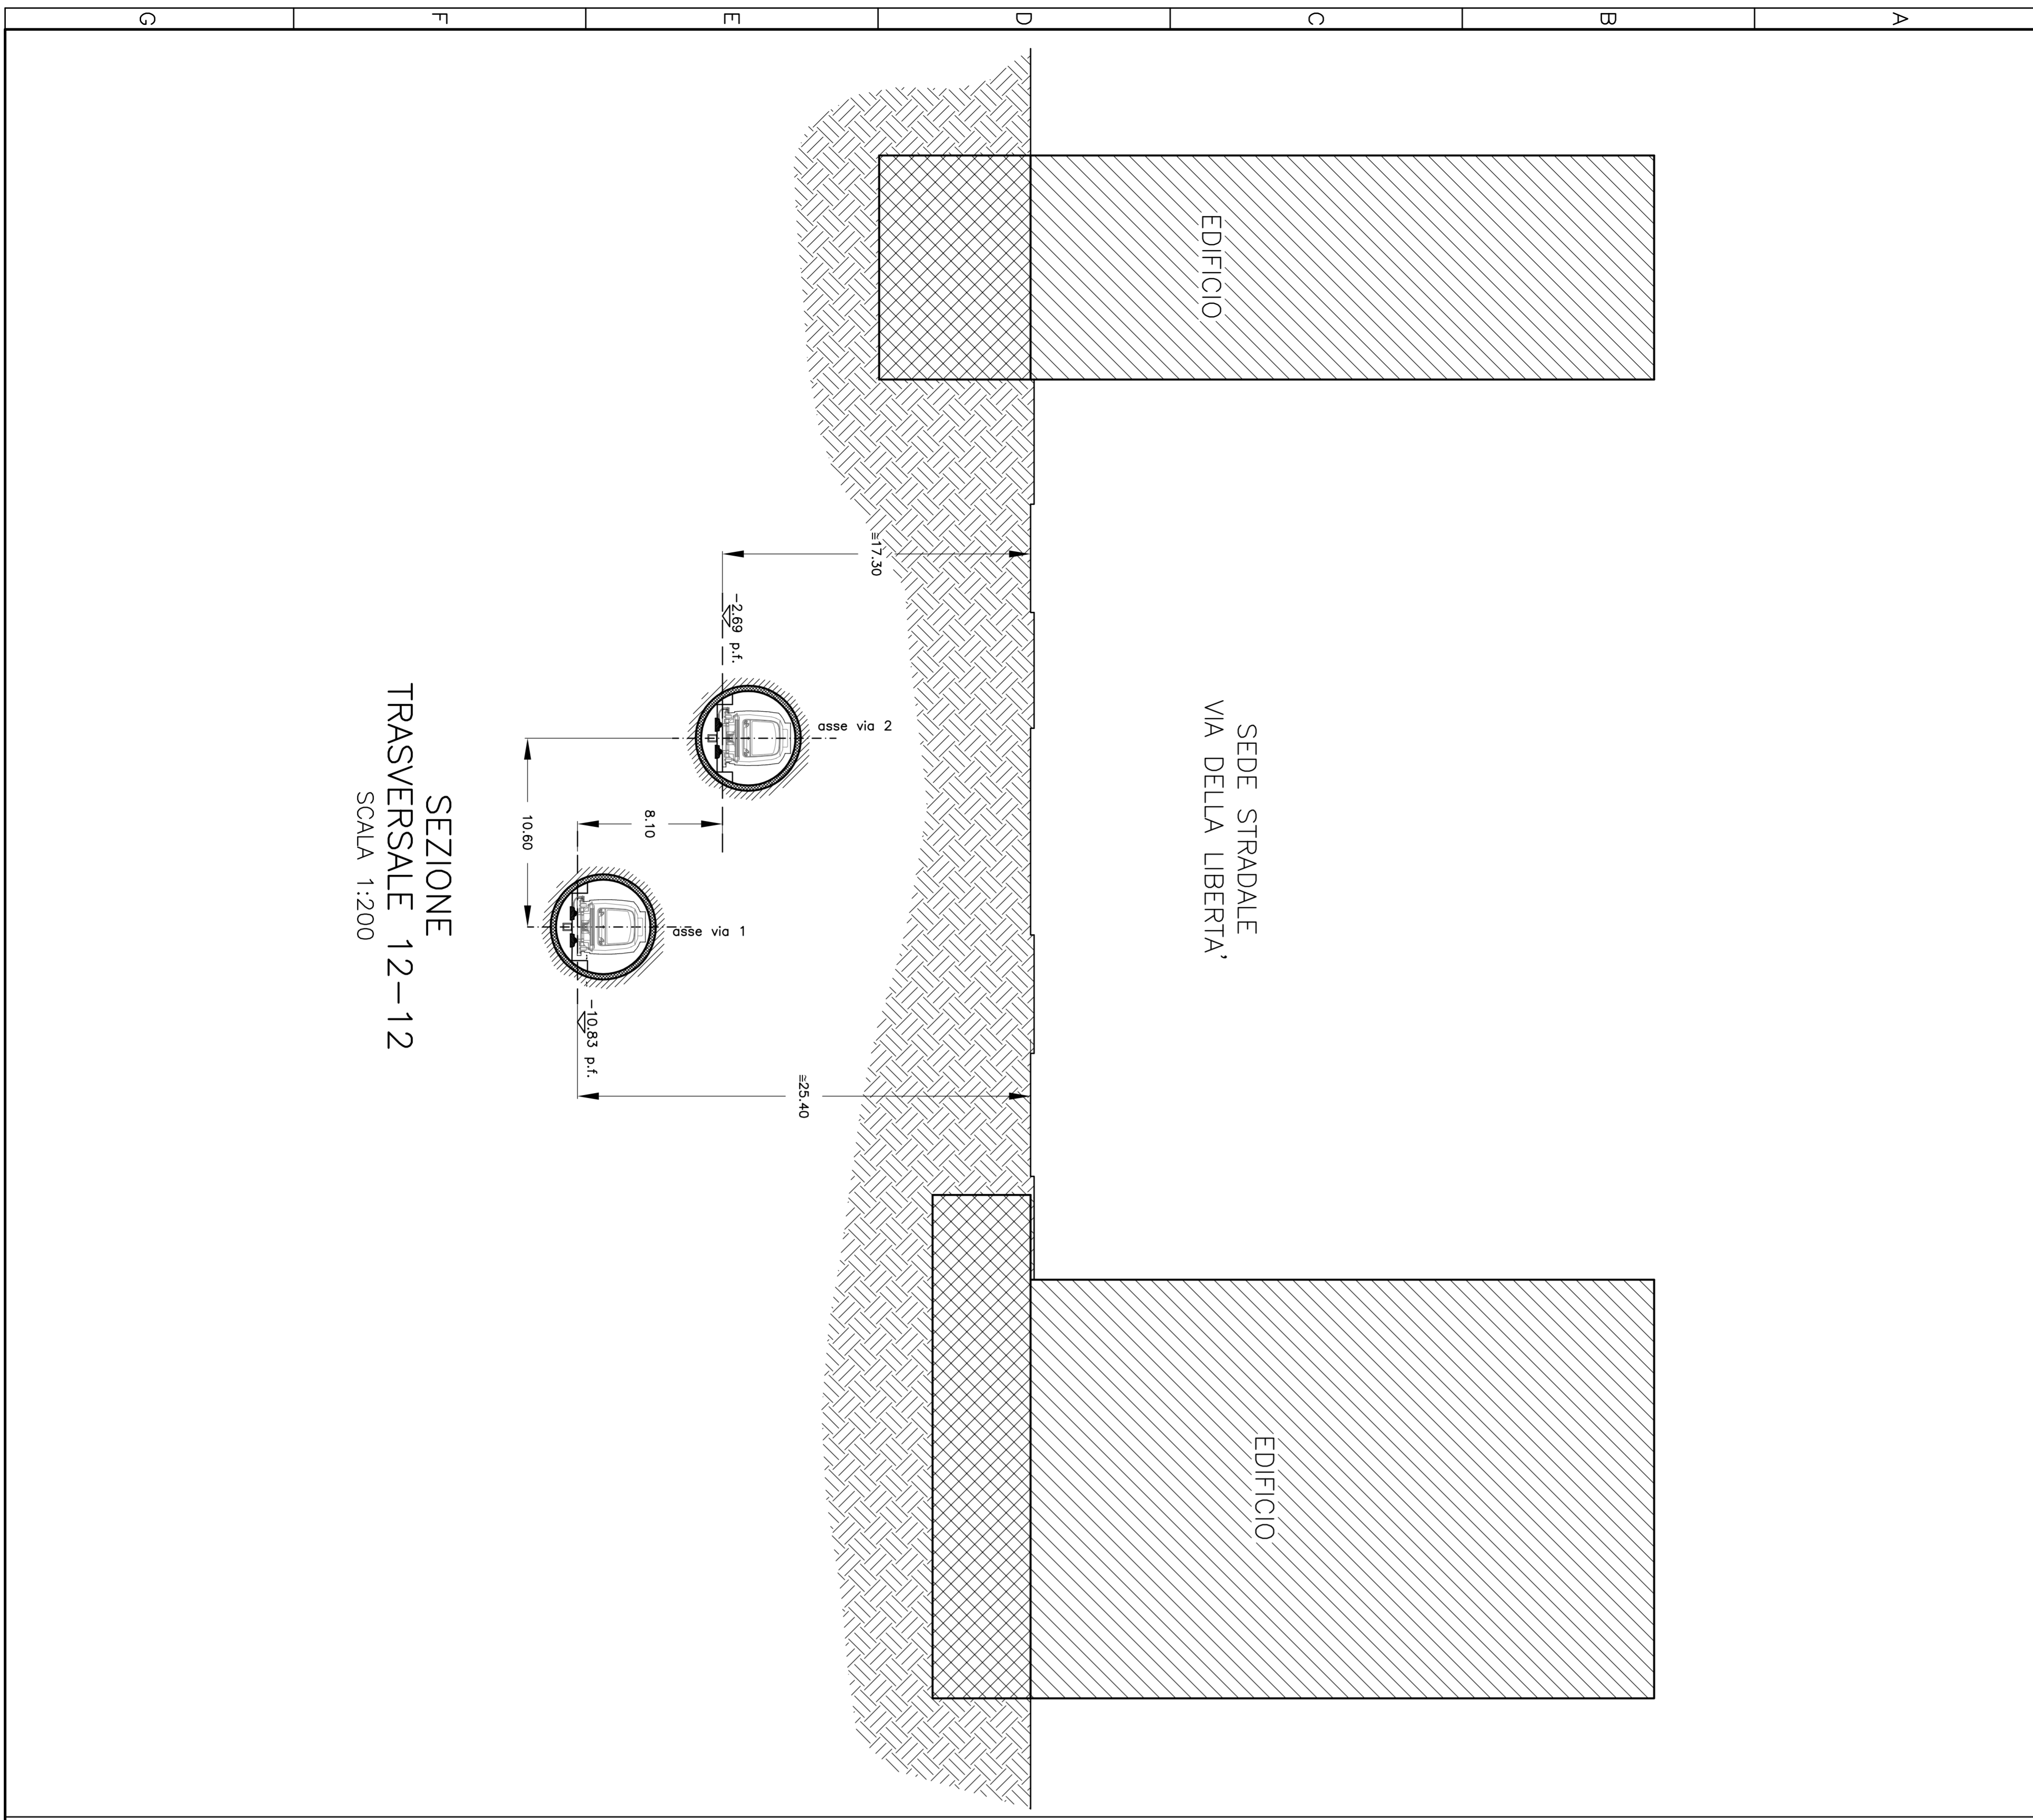 A
B
C
D
E
F
G
EDIFICIO
SEDE STRADALE
VIA DELLA LIBERTA'
EDIFICIO
≅17.30
-2.69 p.f.
asse via 2
8.10
10.60
asse via 1
-10.83 p.f.
≅25.40
SEZIONE
TRASVERSALE 12-12
SCALA 1:200